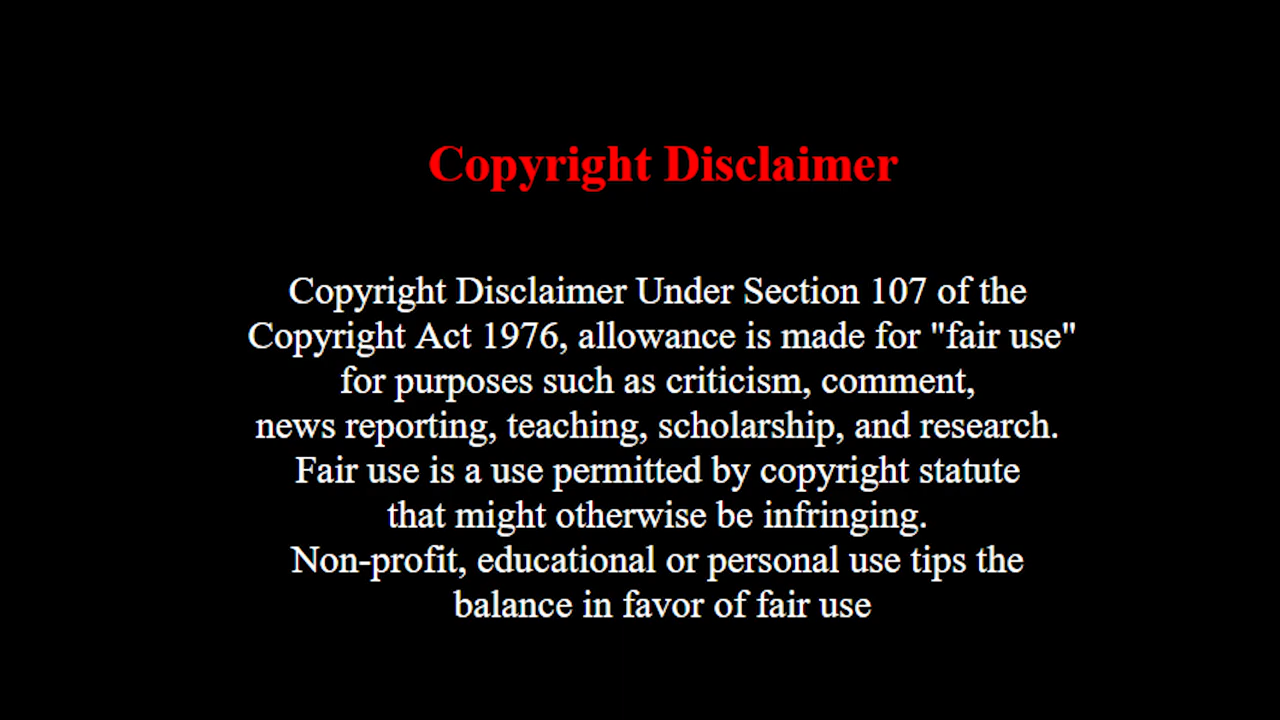 Copyright Disclaimer
Copyright Disclaimer Under Section 107 of the
Copyright Act 1976, allowance is made for "fair use"
for purposes such as criticism, comment,
news reporting, teaching, scholarship, and research.
Fair use is a use permitted by copyright statute
that might otherwise be infringing.
Non-profit, educational or personal use tips the
balance in favor of fair use